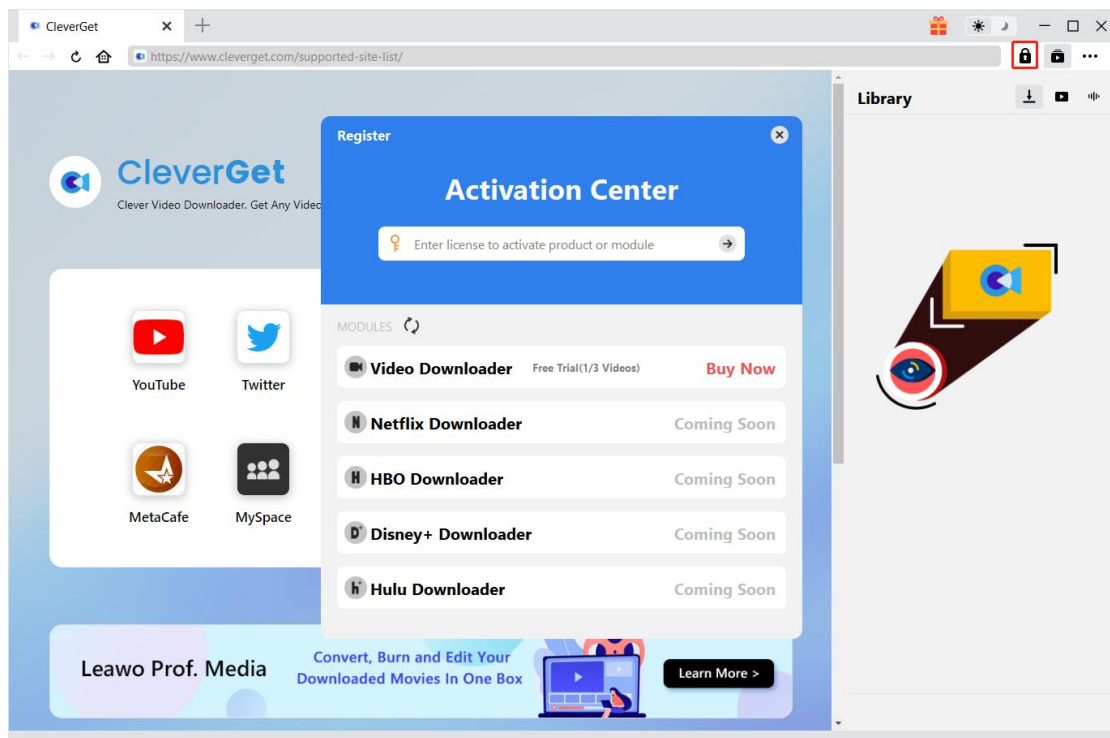 CleverGet
https://www.cleverget.com/supported-site-list/
Library
Register
CleverGet
Clever Video Downloader. Get Any Video
Activation Center
Enter license to activate product or module
MODULES
Video Downloader Free Trial(1/3 Videos) Buy Now
YouTube Twitter
Netflix Downloader Coming Soon
HBO Downloader Coming Soon
MetaCafe MySpace
Disney+ Downloader Coming Soon
Hulu Downloader Coming Soon
Leawo Prof. Media
Convert, Burn and Edit Your
Downloaded Movies In One Box
Learn More >